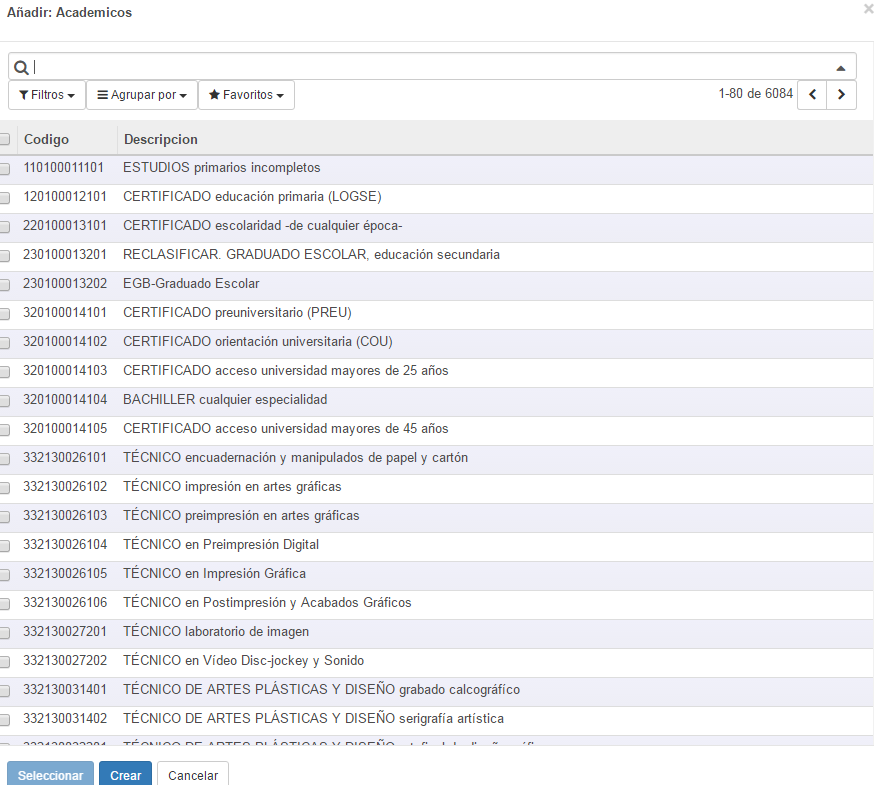 Añadir: Academicos
Filtros Agrupar por Favoritos 1-80 de 6084
Codigo Descripcion
110100011101 ESTUDIOS primarios incompletos
120100012101 CERTIFICADO educación primaria (LOGSE)
220100013101 CERTIFICADO escolaridad -de cualquier época-
230100013201 RECLASIFICAR. GRADUADO ESCOLAR, educación secundaria
230100013202 EGB-Graduado Escolar
320100014101 CERTIFICADO preuniversitario (PREU)
320100014102 CERTIFICADO orientación universitaria (COU)
320100014103 CERTIFICADO acceso universidad mayores de 25 años
320100014104 BACHILLER cualquier especialidad
320100014105 CERTIFICADO acceso universidad mayores de 45 años
332130026101 TÉCNICO encuadernación y manipulados de papel y cartón
332130026102 TÉCNICO impresión en artes gráficas
332130026103 TÉCNICO preimpresión en artes gráficas
332130026104 TÉCNICO en Preimpresión Digital
332130026105 TÉCNICO en Impresión Gráfica
332130026106 TÉCNICO en Postimpresión y Acabados Gráficos
332130027201 TÉCNICO laboratorio de imagen
332130027202 TÉCNICO en Vídeo Disc-jockey y Sonido
332130031401 TÉCNICO DE ARTES PLÁSTICAS Y DISEÑO grabado calcográfíco
332130031402 TÉCNICO DE ARTES PLÁSTICAS Y DISEÑO serigrafía artística
TÉCNICO DE ARTES PLÁSTICAS Y DISEÑO
Seleccionar Crear Cancelar